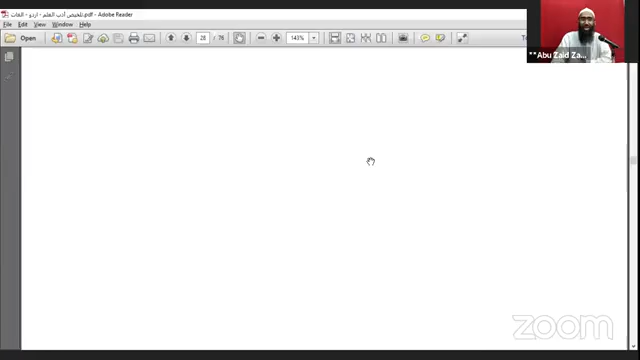 تلخيص أدب العلم - اردو - الفات.pdf - Adobe Reader
File Edit View Window Help
Open 28 / 76 143%
**Abu Zaid Za...
zoom